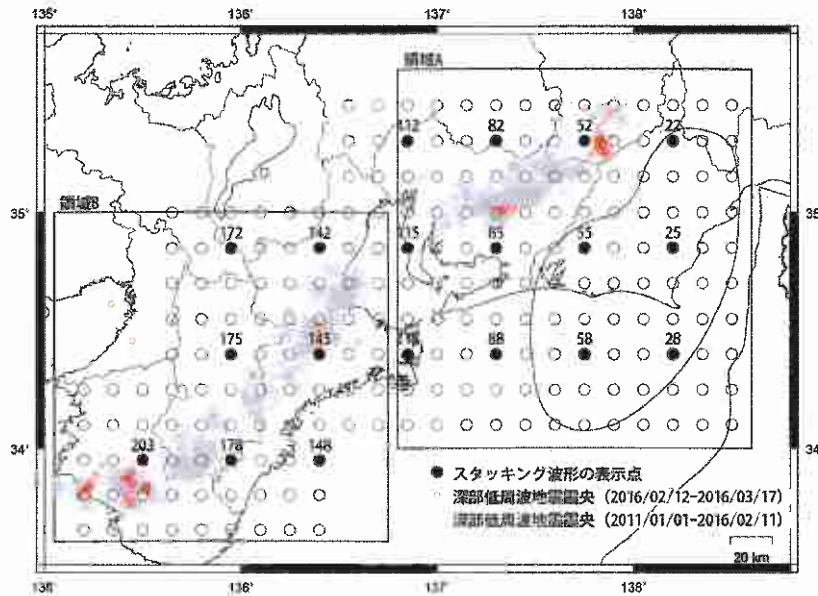 135° 136° 137° 138°
領域A
112 82 52 22
35° 35°
領域B
172 142 115 85 55 25
175 145 118 88 58 28
34° 34°
203 178 148
スタッキング波形の表示点
深部低周波地震震央（2016/02/12-2016/03/17）
深部低周波地震震央（2011/01/01-2016/02/11）
20 km
135° 136° 137° 138°